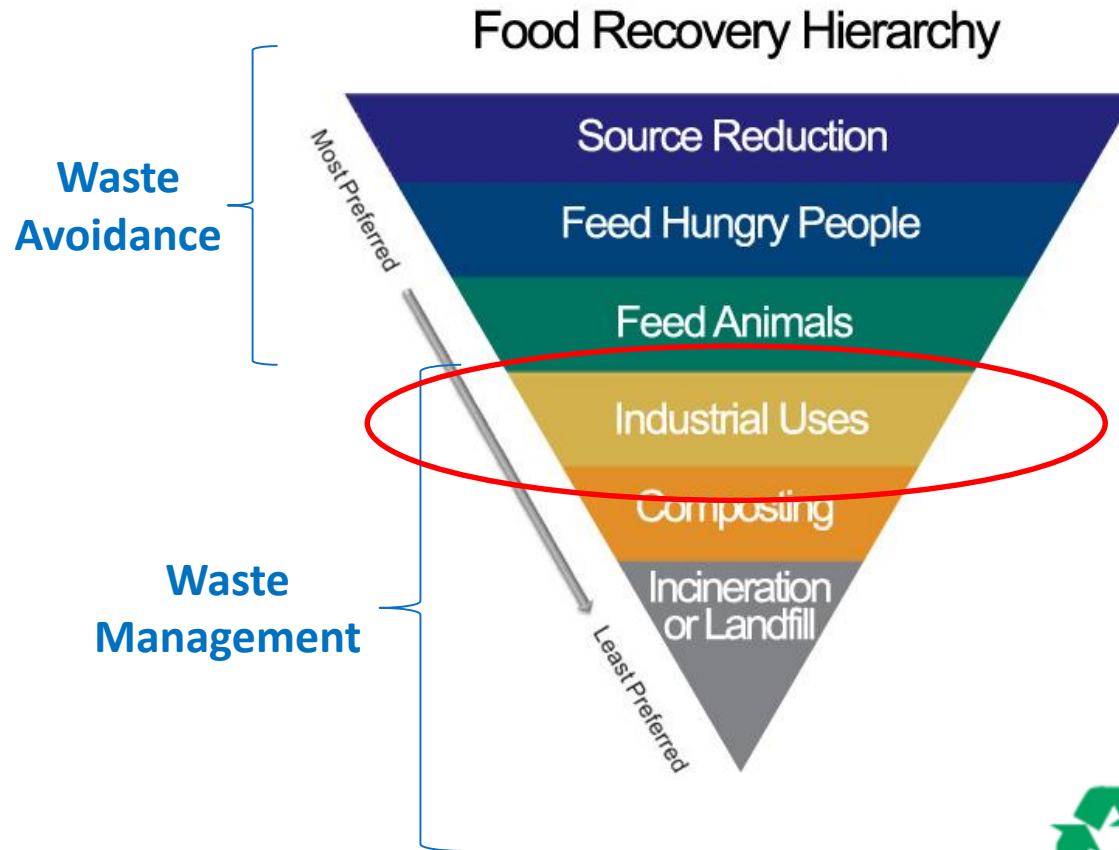 Food Recovery Hierarchy
Waste
Avoidance
Most Preferred
Source Reduction
Feed Hungry People
Feed Animals
Industrial Uses
Composting
Waste
Management
Incineration
or Landfill
Least Preferred